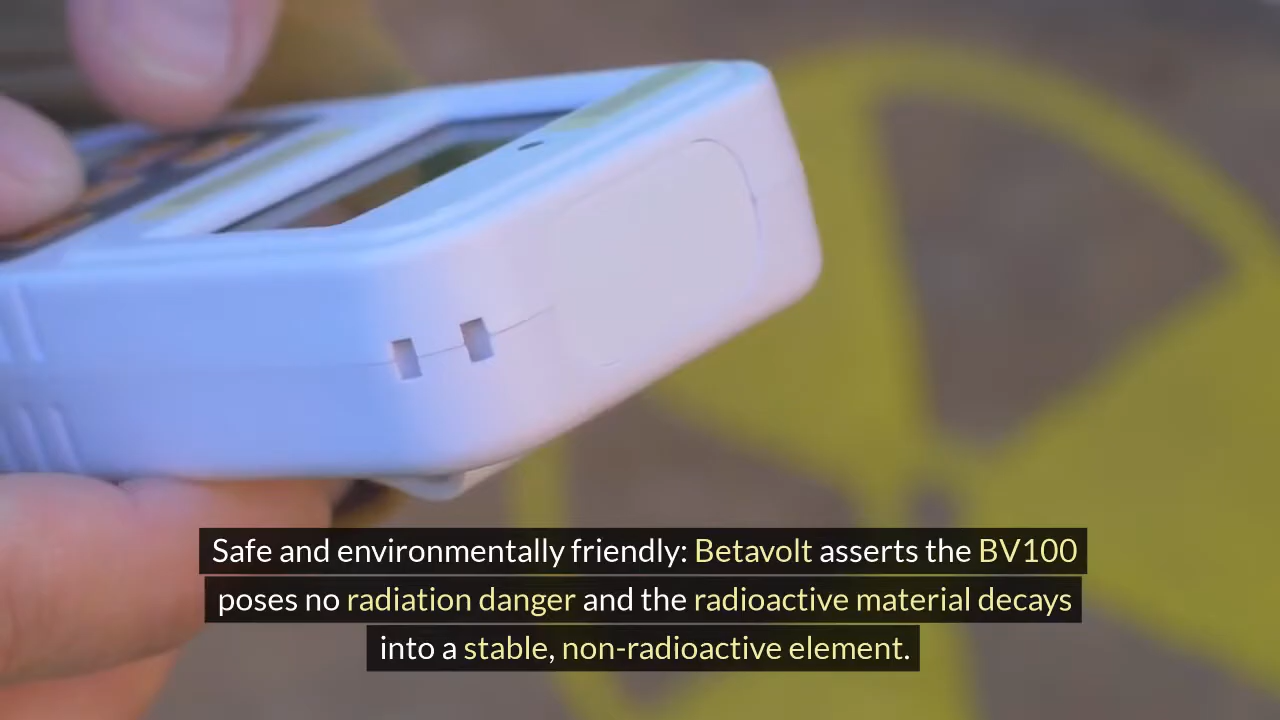 Safe and environmentally friendly: Betavolt asserts the BV100
poses no radiation danger and the radioactive material decays
into a stable, non-radioactive element.